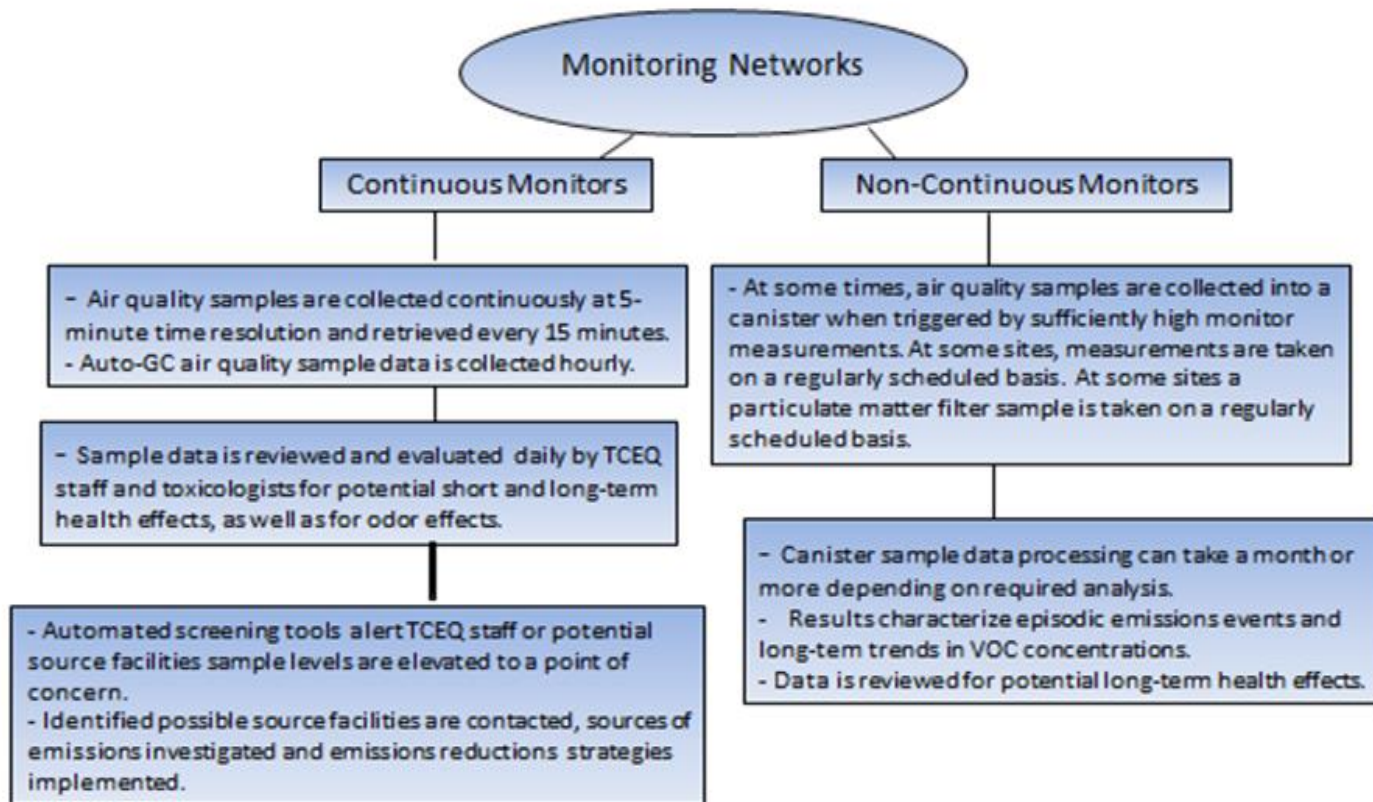 Monitoring Networks
Continuous Monitors
Non-Continuous Monitors
- Air quality samples are collected continuously at 5-
minute time resolution and retrieved every 15 minutes.
- Auto-GC air quality sample data is collected hourly.
- Sample data is reviewed and evaluated daily by TCEQ
staff and toxicologists for potential short and long-term
health effects, as well as for odor effects.
- Automated screening tools alert TCEQ staff or potential
source facilities sample levels are elevated to a point of
concern.
- Identified possible source facilities are contacted, sources of
emissions investigated and emissions reductions strategies
implemented.
- At some times, air quality samples are collected into a
canister when triggered by sufficiently high monitor
measurements. At some sites, measurements are taken
on a regularly scheduled basis. At some sites a
particulate matter filter sample is taken on a regularly
scheduled basis.
- Canister sample data processing can take a month or
more depending on required analysis.
- Results characterize episodic emissions events and
long-tem trends in VOC concentrations.
- Data is reviewed for potential long-term health effects.